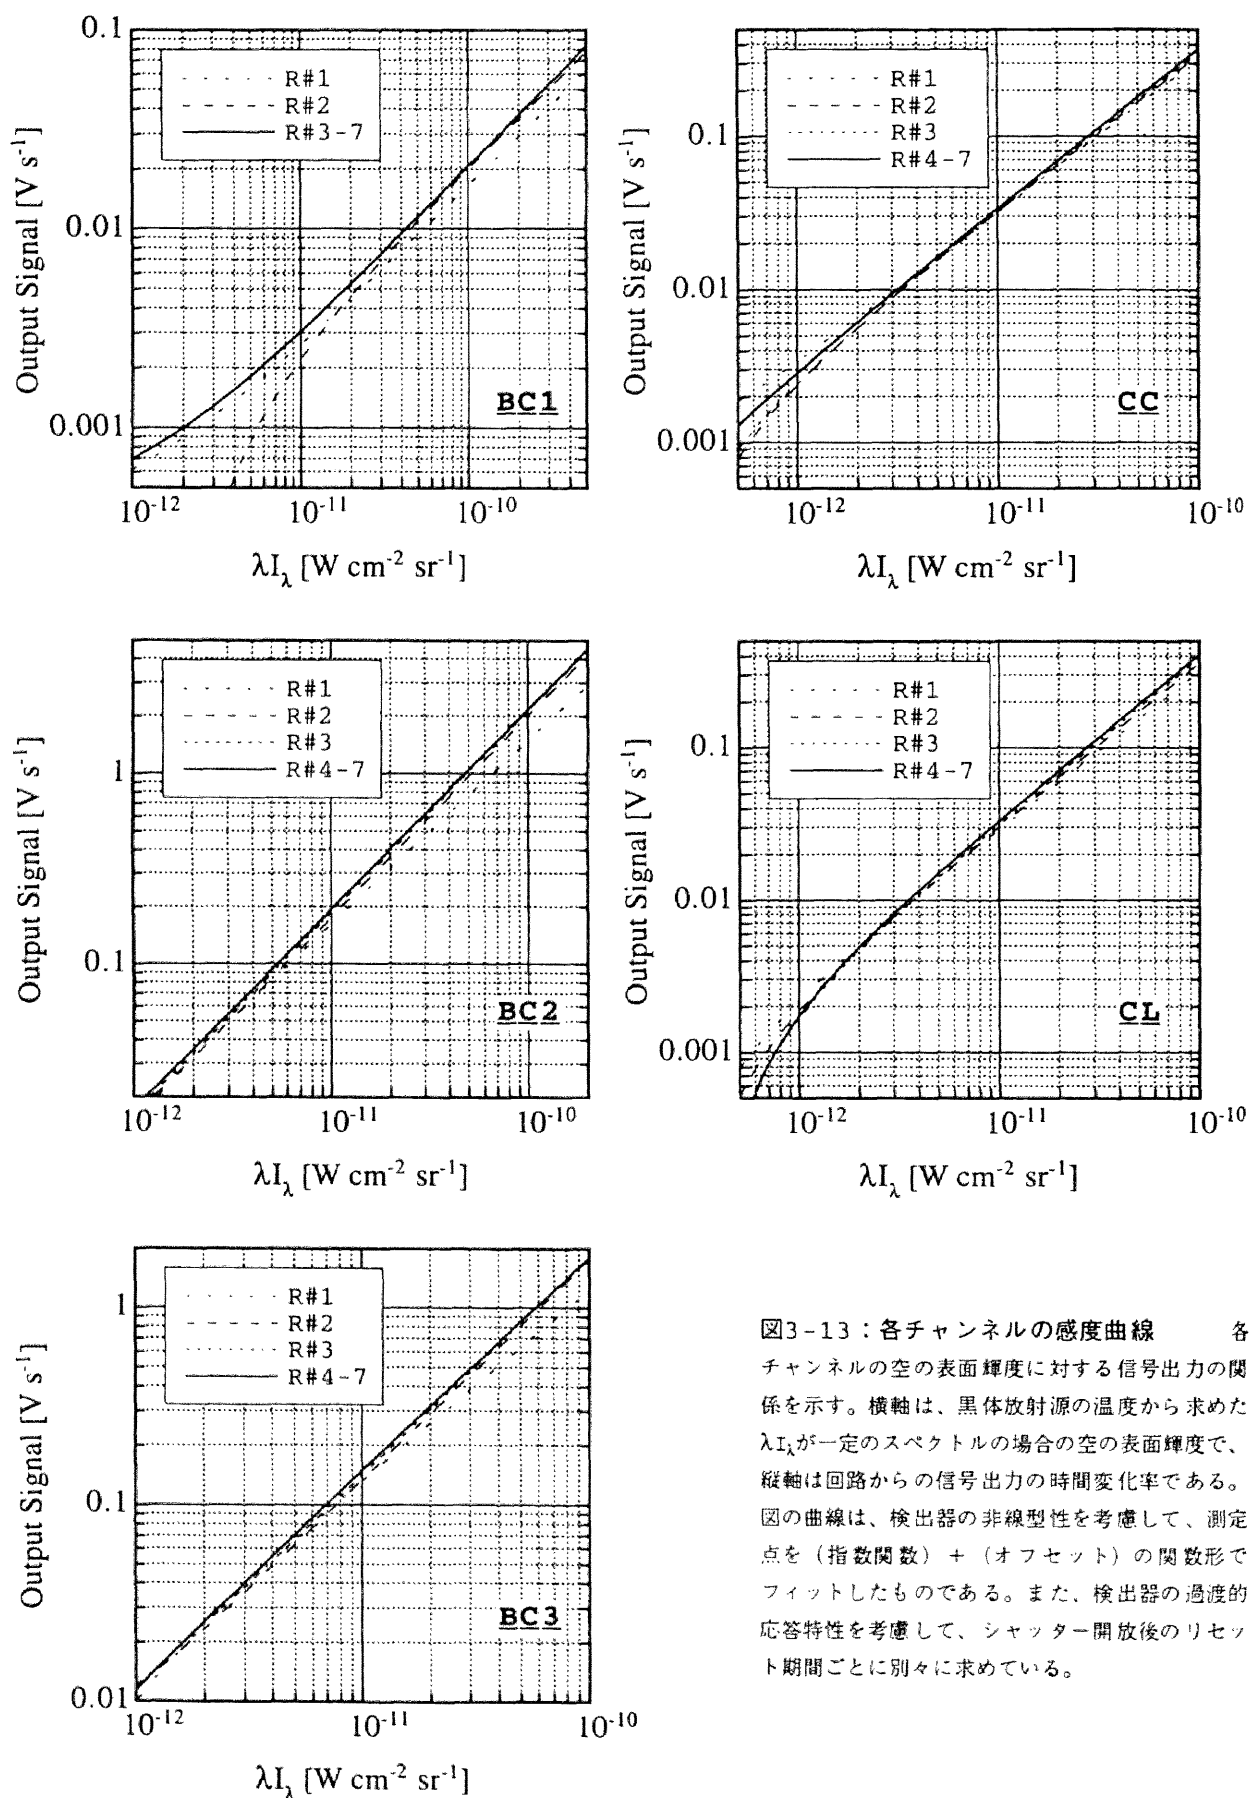 0.1
0.01
0.001
Output Signal [V s⁻¹]
R#1
R#2
R#3-7
BC1
10⁻¹² 10⁻¹¹ 10⁻¹⁰
λI_λ [W cm⁻² sr⁻¹]
0.1
0.01
0.001
Output Signal [V s⁻¹]
R#1
R#2
R#3
R#4-7
CC
10⁻¹² 10⁻¹¹ 10⁻¹⁰
λI_λ [W cm⁻² sr⁻¹]
1
0.1
Output Signal [V s⁻¹]
R#1
R#2
R#3
R#4-7
BC2
10⁻¹² 10⁻¹¹ 10⁻¹⁰
λI_λ [W cm⁻² sr⁻¹]
0.1
0.01
0.001
Output Signal [V s⁻¹]
R#1
R#2
R#3
R#4-7
CL
10⁻¹² 10⁻¹¹ 10⁻¹⁰
λI_λ [W cm⁻² sr⁻¹]
1
0.1
0.01
Output Signal [V s⁻¹]
R#1
R#2
R#3
R#4-7
BC3
10⁻¹² 10⁻¹¹ 10⁻¹⁰
λI_λ [W cm⁻² sr⁻¹]
図3-13：各チャンネルの感度曲線 各
チャンネルの空の表面輝度に対する信号出力の関
係を示す。横軸は、黒体放射源の温度から求めた
λI_λが一定のスペクトルの場合の空の表面輝度で、
縦軸は回路からの信号出力の時間変化率である。
図の曲線は、検出器の非線型性を考慮して、測定
点を（指数関数）＋（オフセット）の関数形で
フィットしたものである。また、検出器の過渡的
応答特性を考慮して、シャッター開放後のリセッ
ト期間ごとに別々に求めている。